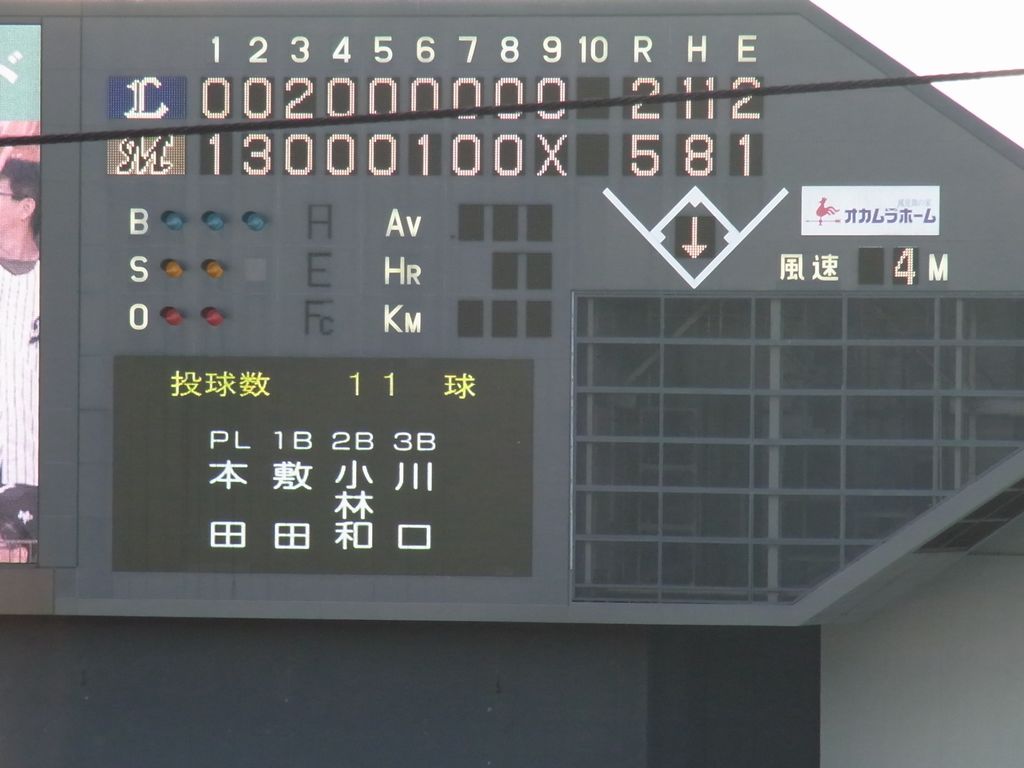 1 2 3 4 5 6 7 8 9 10 R H E
L 0 0 2 0 0 0 0 0 0 2 11 2
M 1 3 0 0 0 1 0 0 X 5 8 1
B H AV
S E HR
O FC KM
オカムラホーム
風速 4 M
投球数 11 球
PL 1B 2B 3B
本田 敷田 小林和 川口